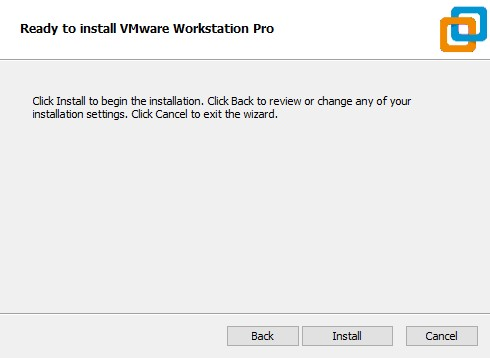 Ready to install VMware Workstation Pro
Click Install to begin the installation. Click Back to review or change any of your
installation settings. Click Cancel to exit the wizard.
Back Install Cancel